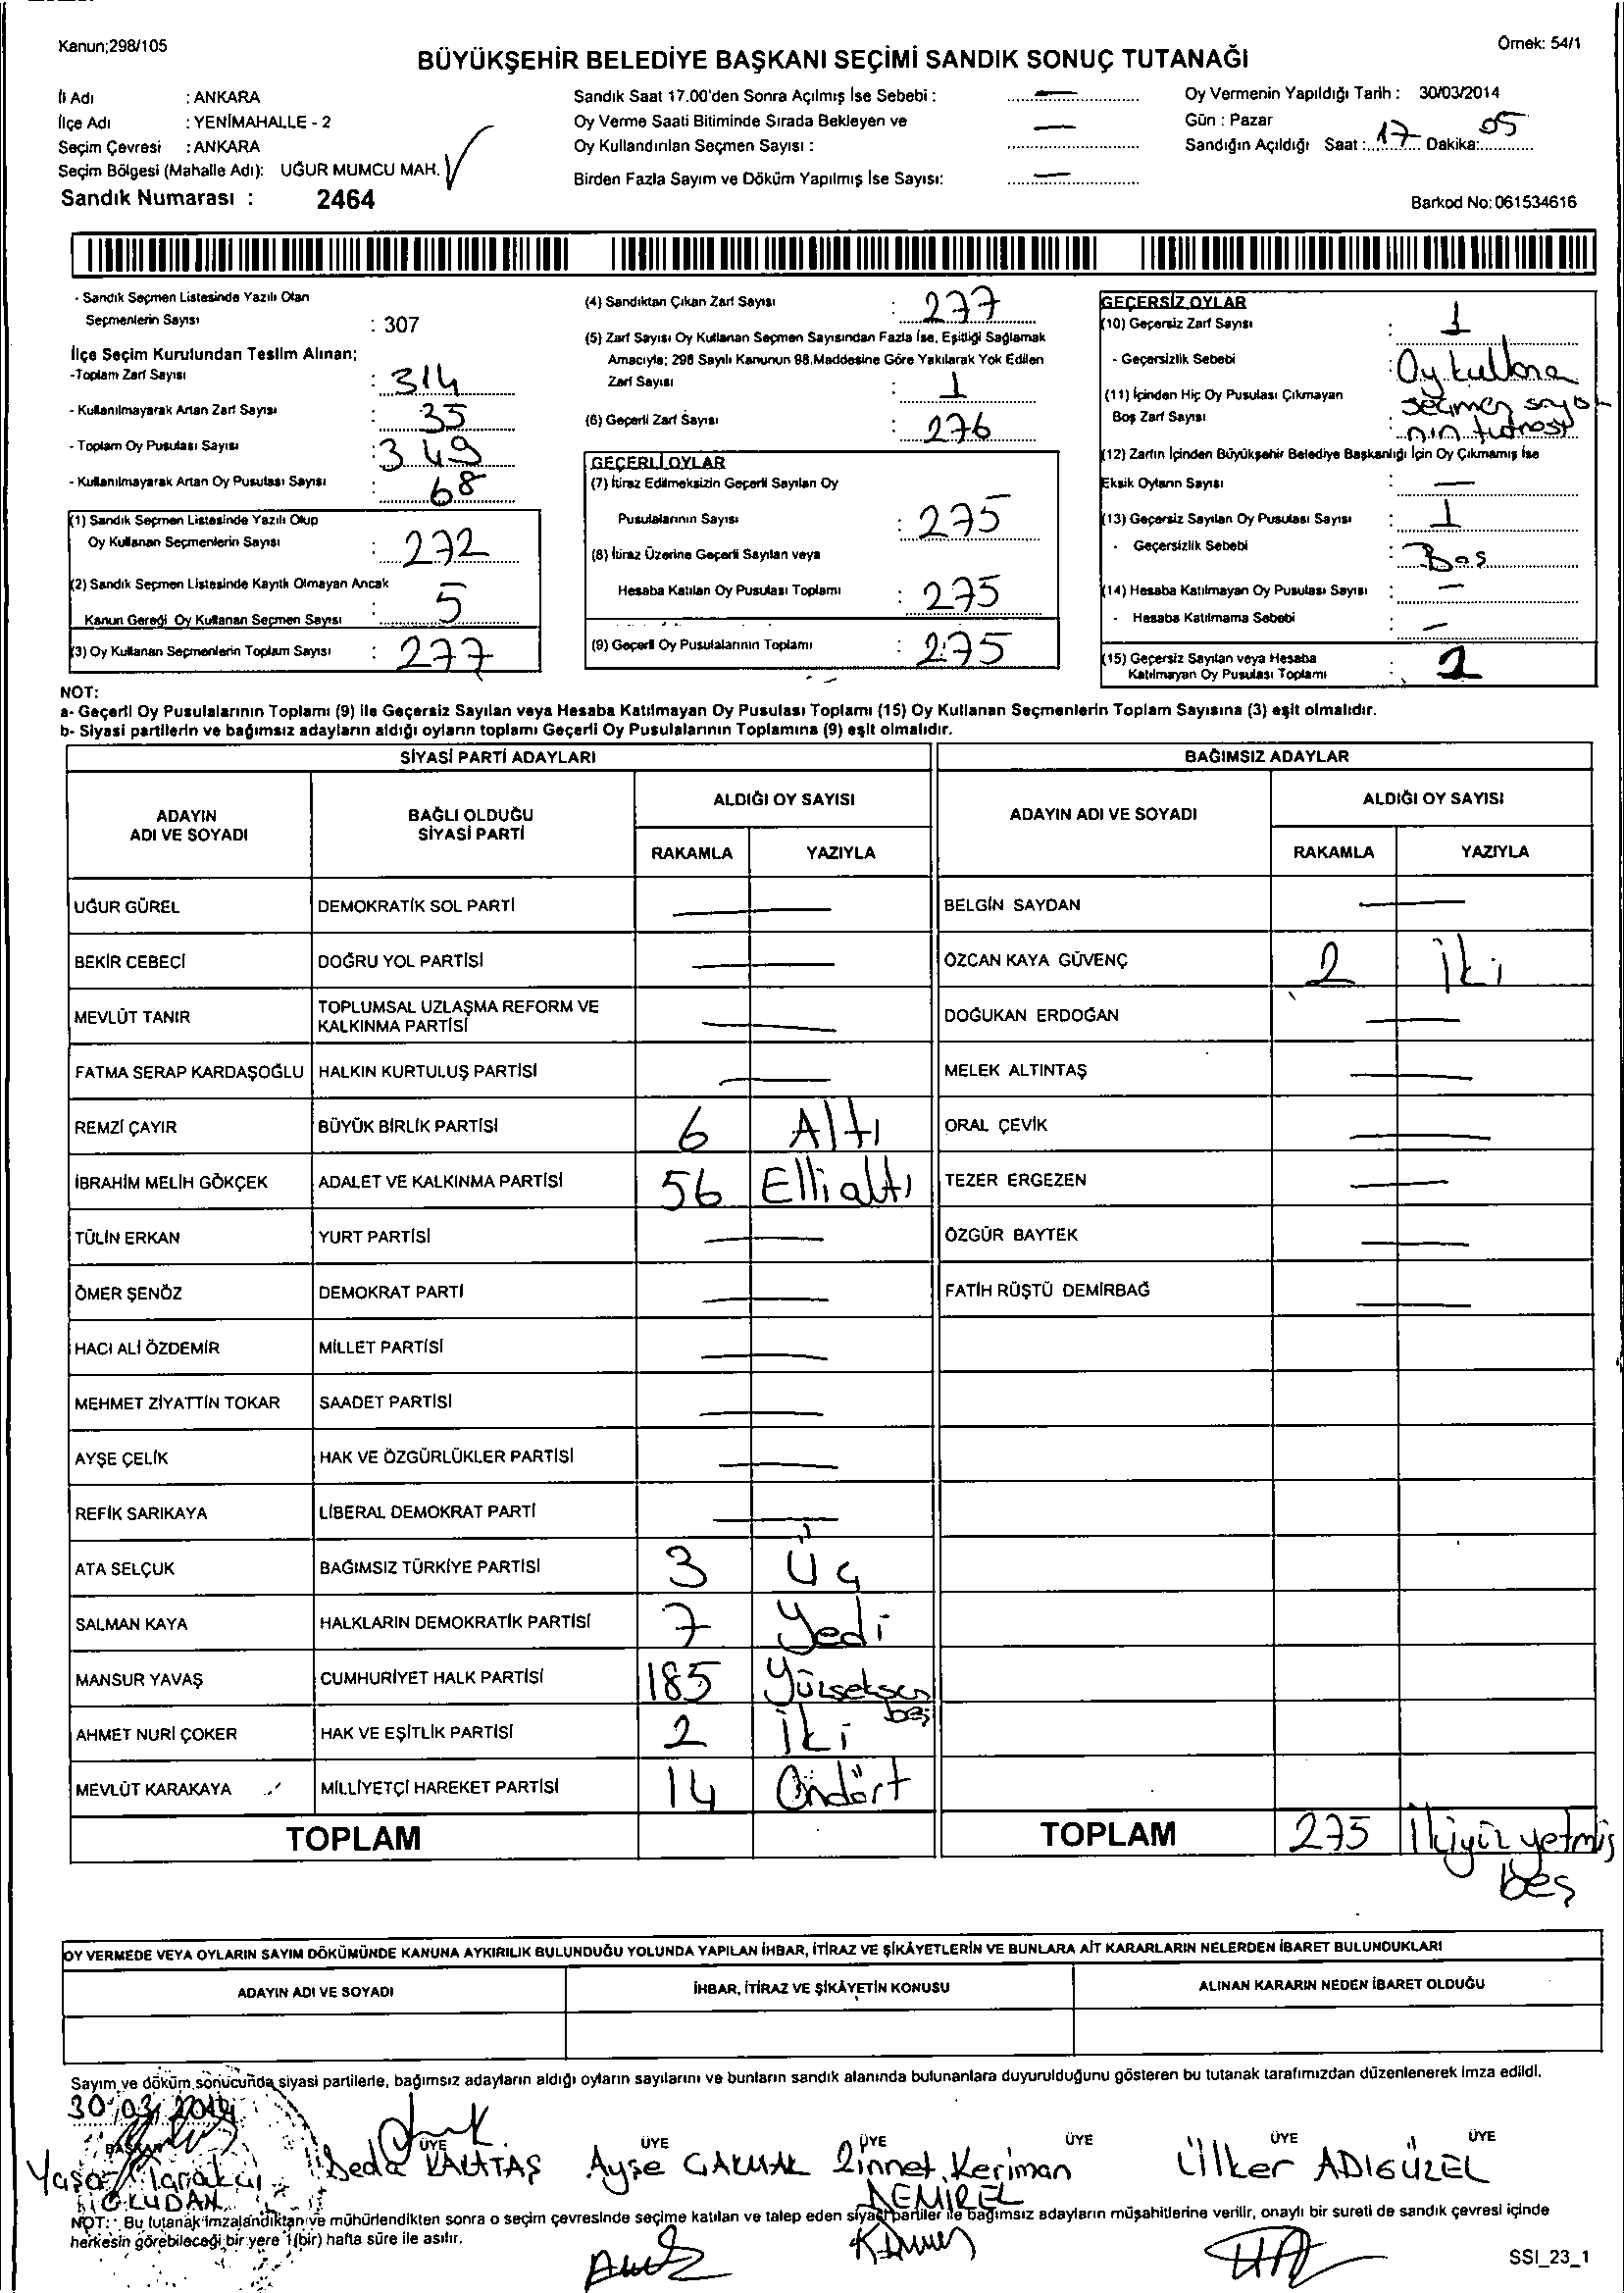 Kanun;298/105
Örnek: 54/1
BÜYÜKŞEHİR BELEDİYE BAŞKANI SEÇİMİ SANDIK SONUÇ TUTANAĞI
İl Adı : ANKARA
İlçe Adı : YENİMAHALLE - 2
Seçim Çevresi : ANKARA
Seçim Bölgesi (Mahalle Adı): UĞUR MUMCU MAH.
Sandık Numarası : 2464
Sandık Saat 17.00'den Sonra Açılmış İse Sebebi : —
Oy Verme Saati Bitiminde Sırada Bekleyen ve
Oy Kullandırılan Seçmen Sayısı : —
Birden Fazla Sayım ve Döküm Yapılmış İse Sayısı: —
Oy Vermenin Yapıldığı Tarih : 30/03/2014
Gün : Pazar
Sandığın Açıldığı Saat : 17 Dakika: 05
Barkod No: 061534616
- Sandık Seçmen Listesinde Yazılı Olan
Seçmenlerin Sayısı : 307
İlçe Seçim Kurulundan Teslim Alınan;
-Toplam Zarf Sayısı : 314
- Kullanılmayarak Artan Zarf Sayısı : 35
- Toplam Oy Pusulası Sayısı : 349
- Kullanılmayarak Artan Oy Pusulası Sayısı : 68
(1) Sandık Seçmen Listesinde Yazılı Olup
Oy Kullanan Seçmenlerin Sayısı : 272
(2) Sandık Seçmen Listesinde Kayıtlı Olmayan Ancak
Kanun Gereği Oy Kullanan Seçmen Sayısı : 5
(3) Oy Kullanan Seçmenlerin Toplam Sayısı : 277
(4) Sandıktan Çıkan Zarf Sayısı : 277
(5) Zarf Sayısı Oy Kullanan Seçmen Sayısından Fazla İse, Eşitliği Sağlamak
Amacıyla; 298 Sayılı Kanunun 98.Maddesine Göre Yakılarak Yok Edilen
Zarf Sayısı : 1
(6) Geçerli Zarf Sayısı : 276
GEÇERLİ OYLAR
(7) İtiraz Edilmeksizin Geçerli Sayılan Oy
Pusulalarının Sayısı : 275
(8) İtiraz Üzerine Geçerli Sayılan veya
Hesaba Katılan Oy Pusulası Toplamı : 275
(9) Geçerli Oy Pusulalarının Toplamı : 275
GEÇERSİZ OYLAR
(10) Geçersiz Zarf Sayısı : 1
- Geçersizlik Sebebi : Oy kullana
seçmen sayı
nın tutması
(11) İçinden Hiç Oy Pusulası Çıkmayan
Boş Zarf Sayısı :
(12) Zarfın İçinden Büyükşehir Belediye Başkanlığı İçin Oy Çıkmamış İse
Eksik Oyların Sayısı : —
(13) Geçersiz Sayılan Oy Pusulası Sayısı : 1
- Geçersizlik Sebebi : Boş
(14) Hesaba Katılmayan Oy Pusulası Sayısı : —
- Hesaba Katılmama Sebebi : —
(15) Geçersiz Sayılan veya Hesaba
Katılmayan Oy Pusulası Toplamı :
NOT:
a- Geçerli Oy Pusulalarının Toplamı (9) ile Geçersiz Sayılan veya Hesaba Katılmayan Oy Pusulası Toplamı (15) Oy Kullanan Seçmenlerin Toplam Sayısına (3) eşit olmalıdır.
b- Siyasi partilerin ve bağımsız adayların aldığı oyların toplamı Geçerli Oy Pusulalarının Toplamına (9) eşit olmalıdır.
SİYASİ PARTİ ADAYLARI BAĞIMSIZ ADAYLAR
ADAYIN
ADI VE SOYADI
BAĞLI OLDUĞU
SİYASİ PARTİ
ALDIĞI OY SAYISI
RAKAMLA YAZIYLA
ADAYIN ADI VE SOYADI
ALDIĞI OY SAYISI
RAKAMLA YAZIYLA
UĞUR GÜREL DEMOKRATİK SOL PARTİ — BELGİN SAYDAN —
BEKİR CEBECİ DOĞRU YOL PARTİSİ — ÖZCAN KAYA GÜVENÇ 2 İki
MEVLÜT TANIR TOPLUMSAL UZLAŞMA REFORM VE
KALKINMA PARTİSİ — DOĞUKAN ERDOĞAN —
FATMA SERAP KARDAŞOĞLU HALKIN KURTULUŞ PARTİSİ — MELEK ALTINTAŞ —
REMZİ ÇAYIR BÜYÜK BİRLİK PARTİSİ 6 Altı ORAL ÇEVİK —
İBRAHİM MELİH GÖKÇEK ADALET VE KALKINMA PARTİSİ 56 Ellialtı TEZER ERGEZEN —
TÜLİN ERKAN YURT PARTİSİ — ÖZGÜR BAYTEK —
ÖMER ŞENÖZ DEMOKRAT PARTİ — FATİH RÜŞTÜ DEMİRBAĞ —
HACI ALİ ÖZDEMİR MİLLET PARTİSİ —
MEHMET ZİYATTİN TOKAR SAADET PARTİSİ —
AYŞE ÇELİK HAK VE ÖZGÜRLÜKLER PARTİSİ —
REFİK SARIKAYA LİBERAL DEMOKRAT PARTİ —
ATA SELÇUK BAĞIMSIZ TÜRKİYE PARTİSİ 3 Üç
SALMAN KAYA HALKLARIN DEMOKRATİK PARTİSİ 7 Yedi
MANSUR YAVAŞ CUMHURİYET HALK PARTİSİ 185 Yüzseksen
beş
AHMET NURİ ÇOKER HAK VE EŞİTLİK PARTİSİ 2 İki
MEVLÜT KARAKAYA MİLLİYETÇİ HAREKET PARTİSİ 14 Ondört
TOPLAM TOPLAM 275 İkiyüz yetmiş
beş
OY VERMEDE VEYA OYLARIN SAYIM DÖKÜMÜNDE KANUNA AYKIRILIK BULUNDUĞU YOLUNDA YAPILAN İHBAR, İTİRAZ VE ŞİKÂYETLERİN VE BUNLARA AİT KARARLARIN NELERDEN İBARET BULUNDUKLARI
ADAYIN ADI VE SOYADI İHBAR, İTİRAZ VE ŞİKÂYETİN KONUSU ALINAN KARARIN NEDEN İBARET OLDUĞU
Sayım ve döküm sonucunda siyasi partilerle, bağımsız adayların aldığı oyların sayılarını ve bunların sandık alanında bulunanlara duyurulduğunu gösteren bu tutanak tarafımızdan düzenlenerek imza edildi.
30/03/2014
BAŞKAN ÜYE ÜYE ÜYE ÜYE ÜYE ÜYE
Yaşar Seda Ayşe ÇAKMAK Zinnet Keriman Ülker ADIGÜZEL
DEMİREL
NOT: Bu tutanak imzalandıktan ve mühürlendikten sonra o seçim çevresinde seçime katılan ve talep eden siyasi partiler ile bağımsız adayların müşahitlerine verilir, onaylı bir sureti de sandık çevresi içinde
herkesin görebileceği bir yere 1(bir) hafta süre ile asılır.
SSI_23_1